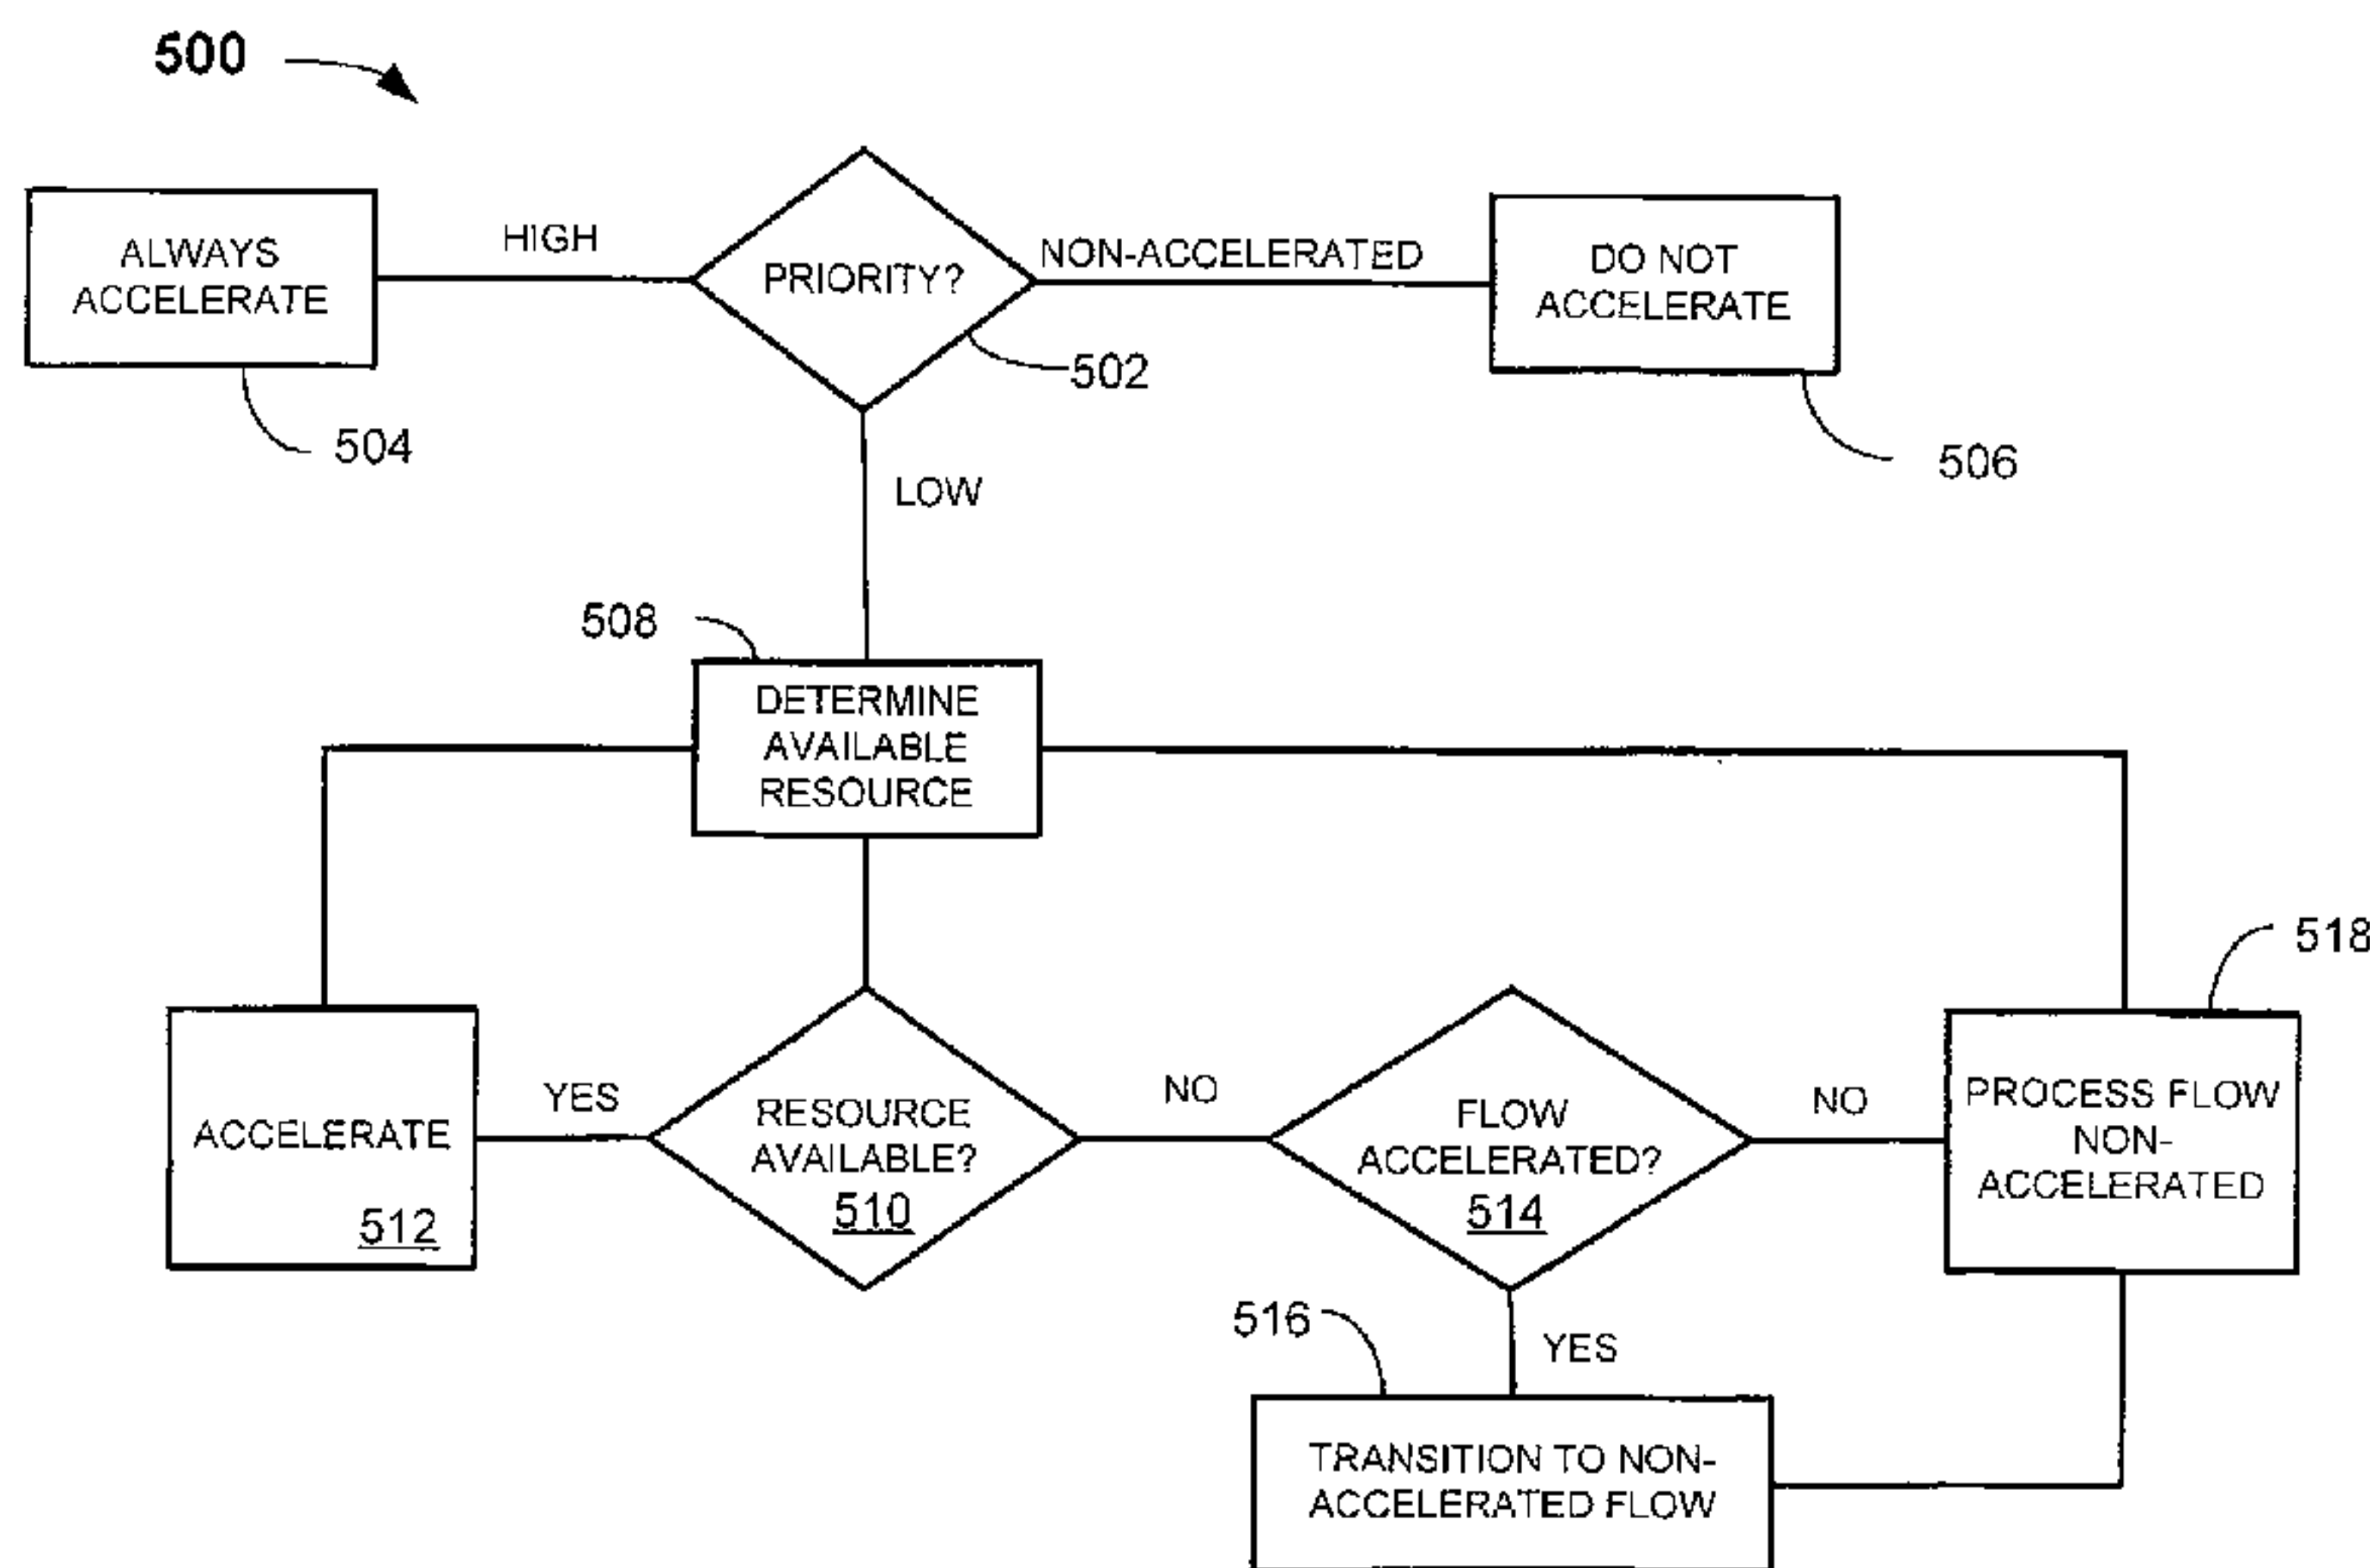 500
ALWAYS
ACCELERATE
HIGH
PRIORITY?
NON-ACCELERATED
DO NOT
ACCELERATE
502
504
506
LOW
508
DETERMINE
AVAILABLE
RESOURCE
518
ACCELERATE
512
YES
RESOURCE
AVAILABLE?
510
NO
FLOW
ACCELERATED?
514
NO
PROCESS FLOW
NON-
ACCELERATED
516
YES
TRANSITION TO NON-
ACCELERATED FLOW